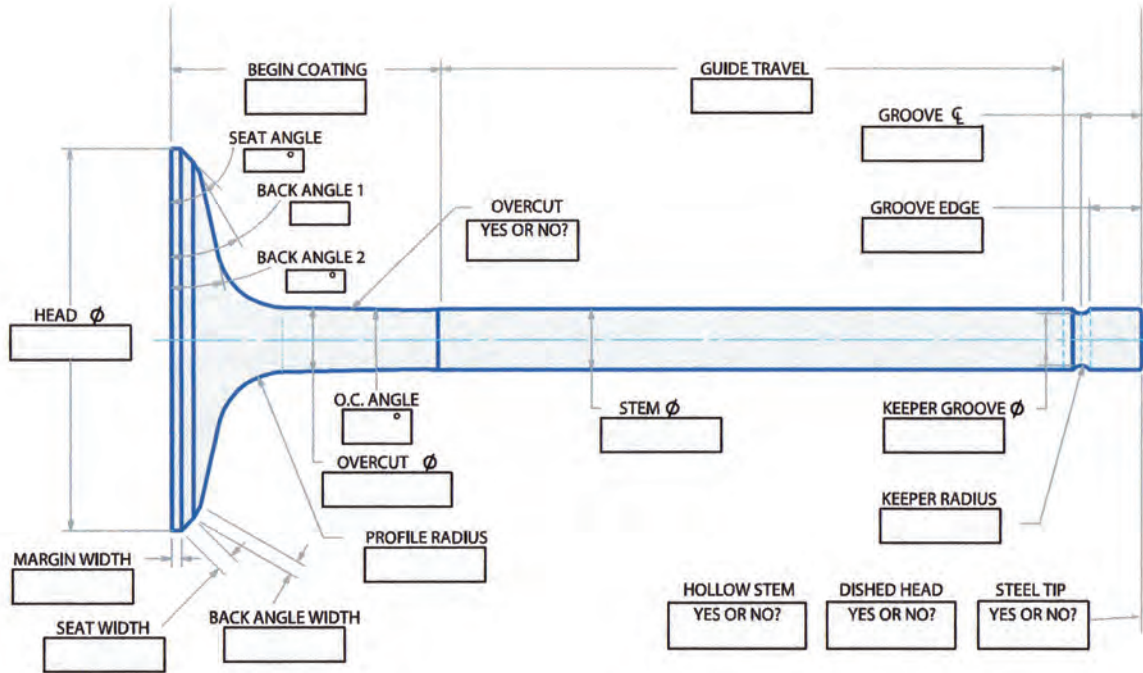 BEGIN COATING
GUIDE TRAVEL
GROOVE ℄
SEAT ANGLE
°
BACK ANGLE 1
OVERCUT
YES OR NO?
GROOVE EDGE
BACK ANGLE 2
°
HEAD Ø
O.C. ANGLE
°
STEM Ø
KEEPER GROOVE Ø
OVERCUT Ø
KEEPER RADIUS
PROFILE RADIUS
MARGIN WIDTH
HOLLOW STEM
YES OR NO?
DISHED HEAD
YES OR NO?
STEEL TIP
YES OR NO?
BACK ANGLE WIDTH
SEAT WIDTH